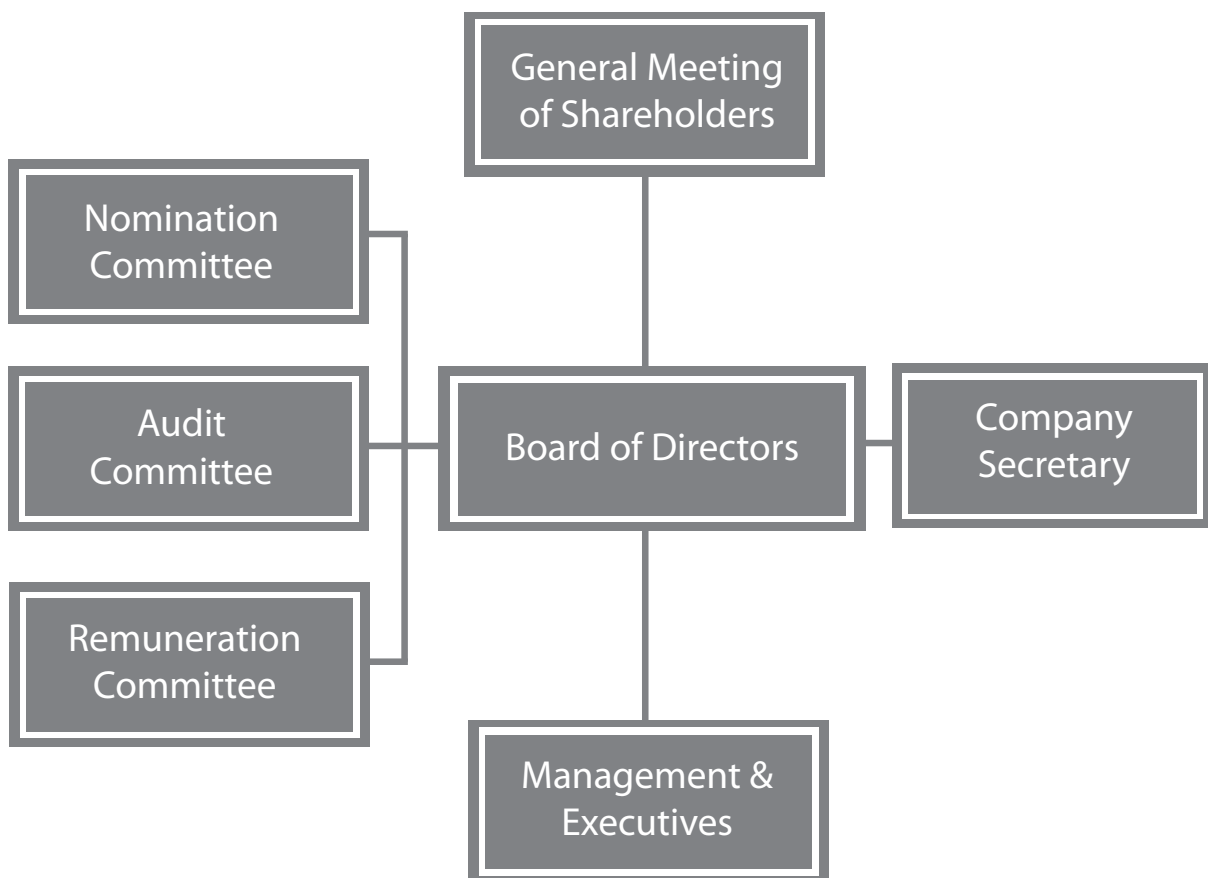 General Meeting
of Shareholders
Nomination
Committee
Audit
Committee
Board of Directors
Company
Secretary
Remuneration
Committee
Management &
Executives